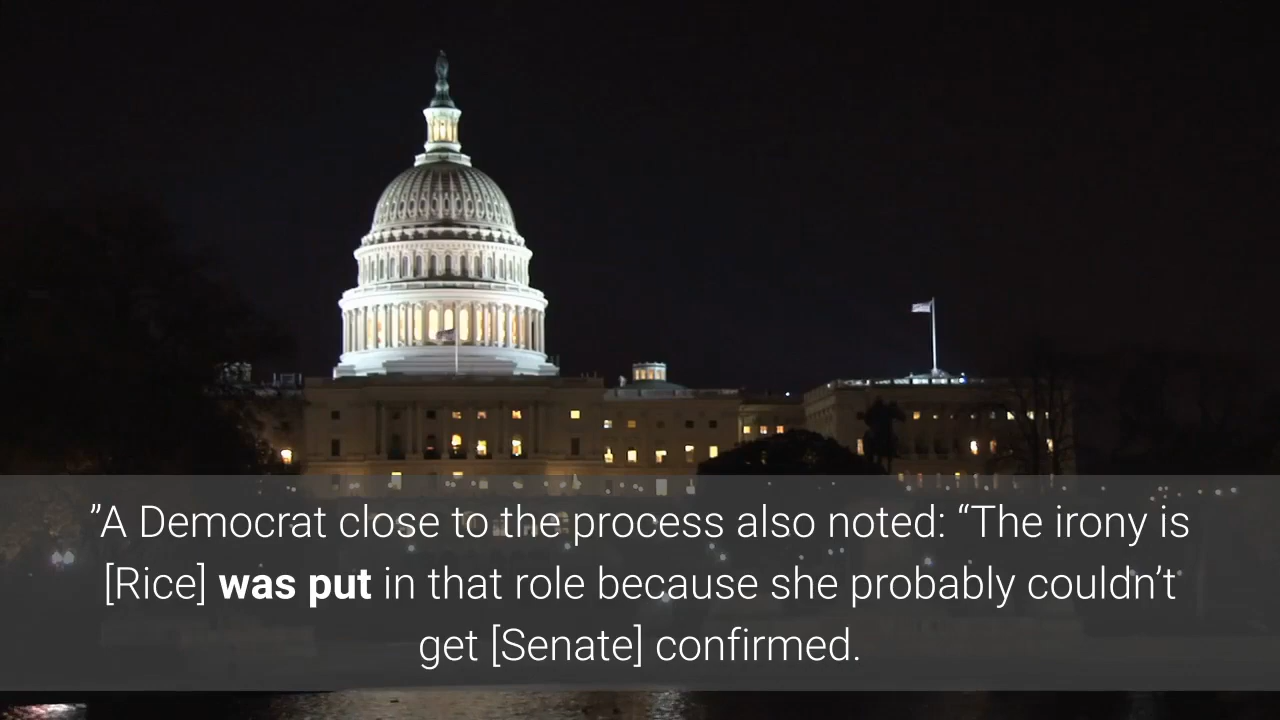 ”A Democrat close to the process also noted: “The irony is
[Rice] was put in that role because she probably couldn’t
get [Senate] confirmed.